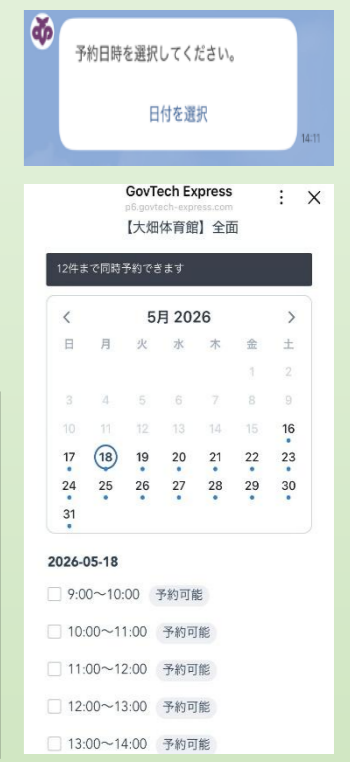 予約日時を選択してください。
日付を選択
14:11
GovTech Express
p6.govtech-express.com
【大畑体育館】全面
12件まで同時予約できます
5月 2026
日 月 火 水 木 金 土
1 2
3 4 5 6 7 8 9
10 11 12 13 14 15 16
17 18 19 20 21 22 23
24 25 26 27 28 29 30
31
2026-05-18
9:00〜10:00 予約可能
10:00〜11:00 予約可能
11:00〜12:00 予約可能
12:00〜13:00 予約可能
13:00〜14:00 予約可能